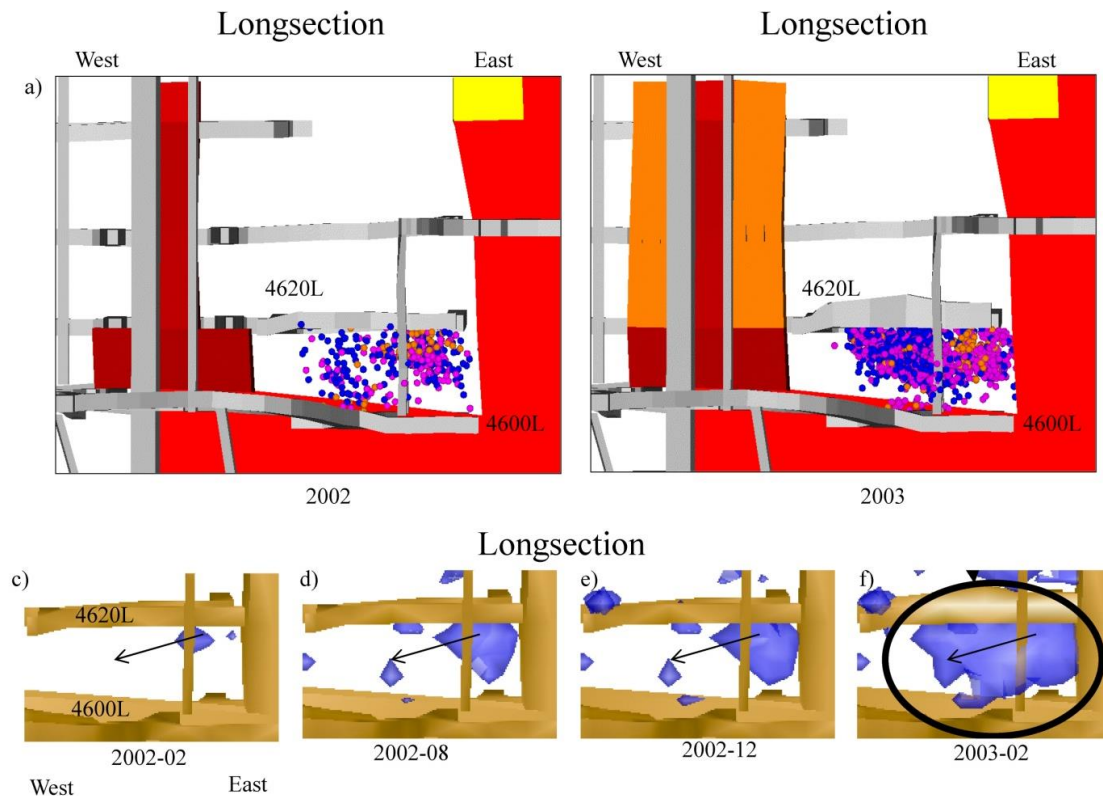 Longsection
Longsection
West
East
West
East
a)
4620L
4600L
4620L
4600L
2002
2003
Longsection
c)
4620L
4600L
d)
e)
f)
2002-02
2002-08
2002-12
2003-02
West
East